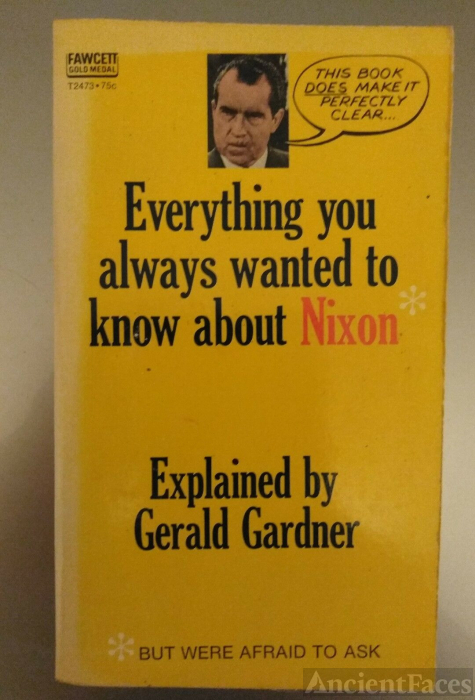 FAWCETT
GOLD MEDAL
T2473 • 75c
THIS BOOK
DOES MAKE IT
PERFECTLY
CLEAR...
Everything you
always wanted to
know about Nixon*
Explained by
Gerald Gardner
*BUT WERE AFRAID TO ASK
AncientFaces